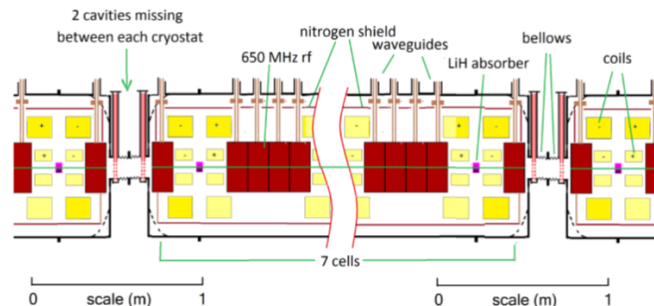 2 cavities missing
between each cryostat
nitrogen shield
waveguides
bellows
650 MHz rf
LiH absorber
coils
7 cells
0 scale (m) 1
0 scale (m) 1